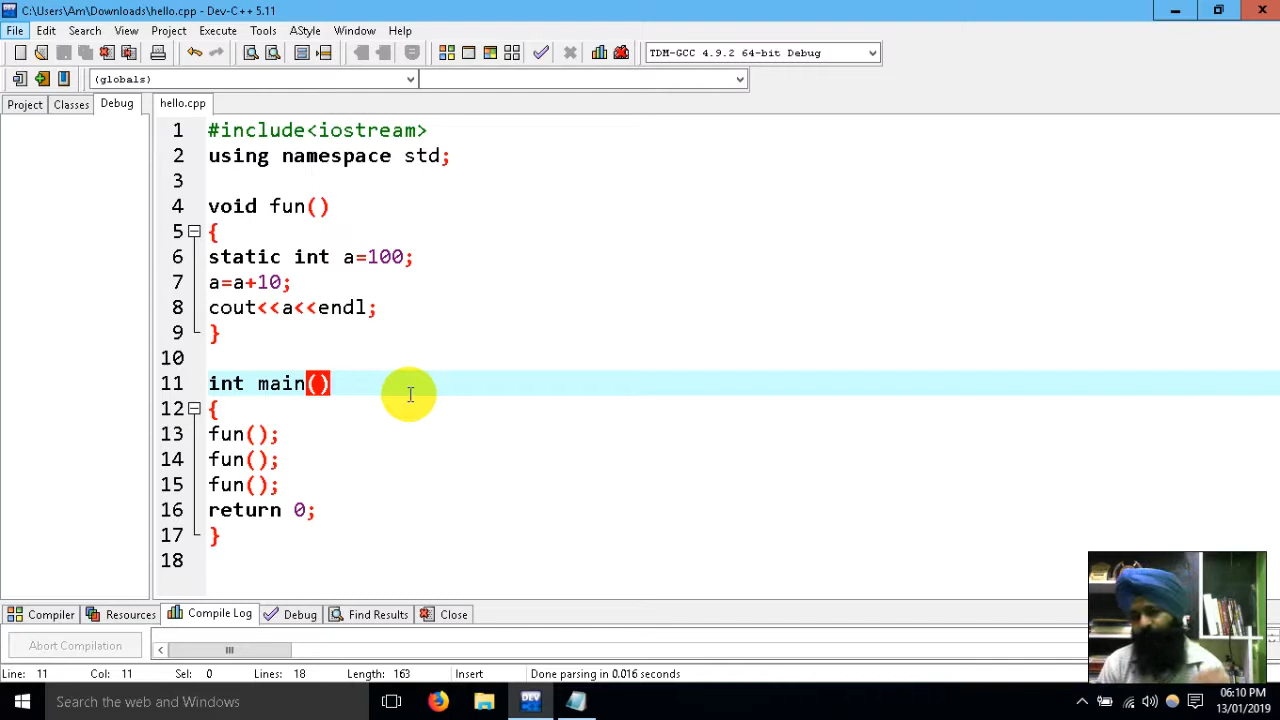 C:\Users\Am\Downloads\hello.cpp - Dev-C++ 5.11
File Edit Search View Project Execute Tools AStyle Window Help
TDM-GCC 4.9.2 64-bit Debug
(globals)
Project Classes Debug hello.cpp
1 #include<iostream>
2 using namespace std;
3
4 void fun()
5 {
6 static int a=100;
7 a=a+10;
8 cout<<a<<endl;
9 }
10
11 int main()
12 {
13 fun();
14 fun();
15 fun();
16 return 0;
17 }
18
Compiler Resources Compile Log Debug Find Results Close
Abort Compilation
Line: 11 Col: 11 Sel: 0 Lines: 18 Length: 163 Insert Done parsing in 0.016 seconds
Search the web and Windows
DEV
06:10 PM
13/01/2019